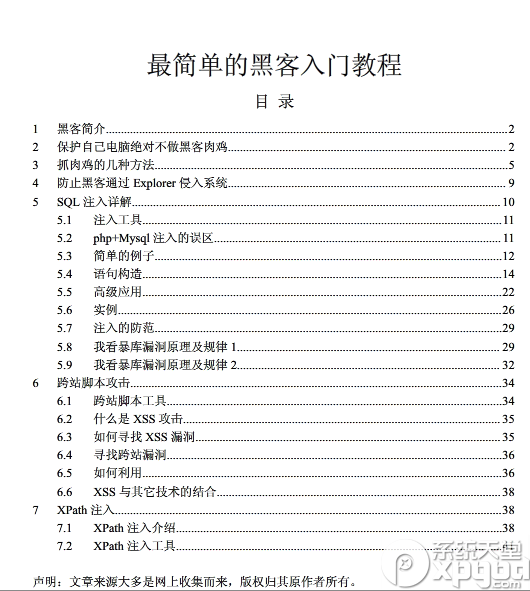 最简单的黑客入门教程
目 录
1 黑客简介 2
2 保护自己电脑绝对不做黑客肉鸡 2
3 抓肉鸡的几种方法 5
4 防止黑客通过 Explorer 侵入系统 9
5 SQL 注入详解 10
5.1 注入工具 11
5.2 php+Mysql 注入的误区 11
5.3 简单的例子 12
5.4 语句构造 14
5.5 高级应用 22
5.6 实例 26
5.7 注入的防范 29
5.8 我看暴库漏洞原理及规律 1 29
5.9 我看暴库漏洞原理及规律 2 32
6 跨站脚本攻击 34
6.1 跨站脚本工具 34
6.2 什么是 XSS 攻击 35
6.3 如何寻找 XSS 漏洞 35
6.4 寻找跨站漏洞 36
6.5 如何利用 36
6.6 XSS 与其它技术的结合 38
7 XPath 注入 38
7.1 XPath 注入介绍 38
7.2 XPath 注入工具
系统天堂
xpgod.com
声明：文章来源大多是网上收集而来，版权归其原作者所有。